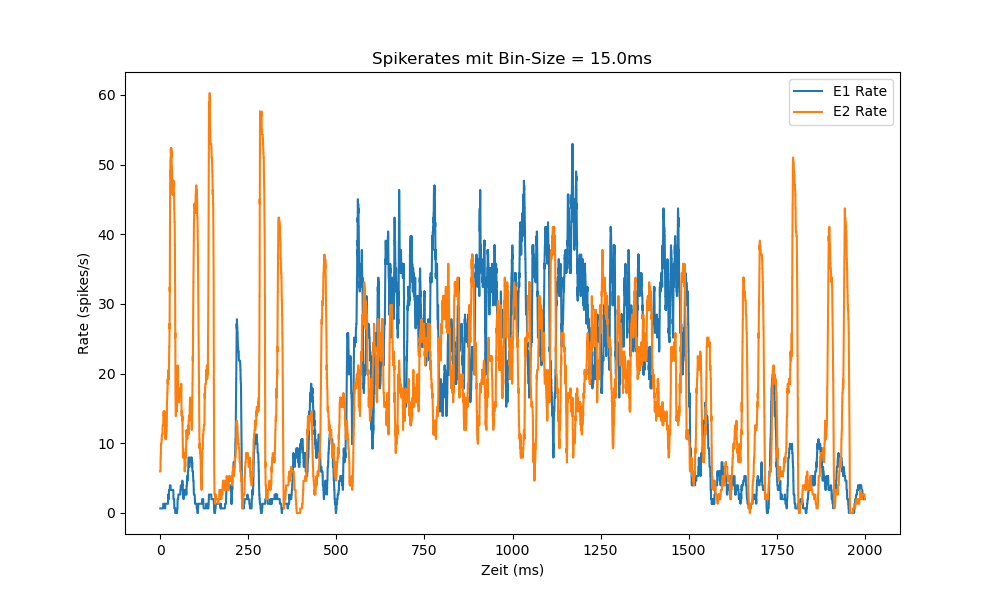 Spikerates mit Bin-Size = 15.0ms
E1 Rate
E2 Rate
60
50
40
30
20
10
0
Rate (spikes/s)
0 250 500 750 1000 1250 1500 1750 2000
Zeit (ms)